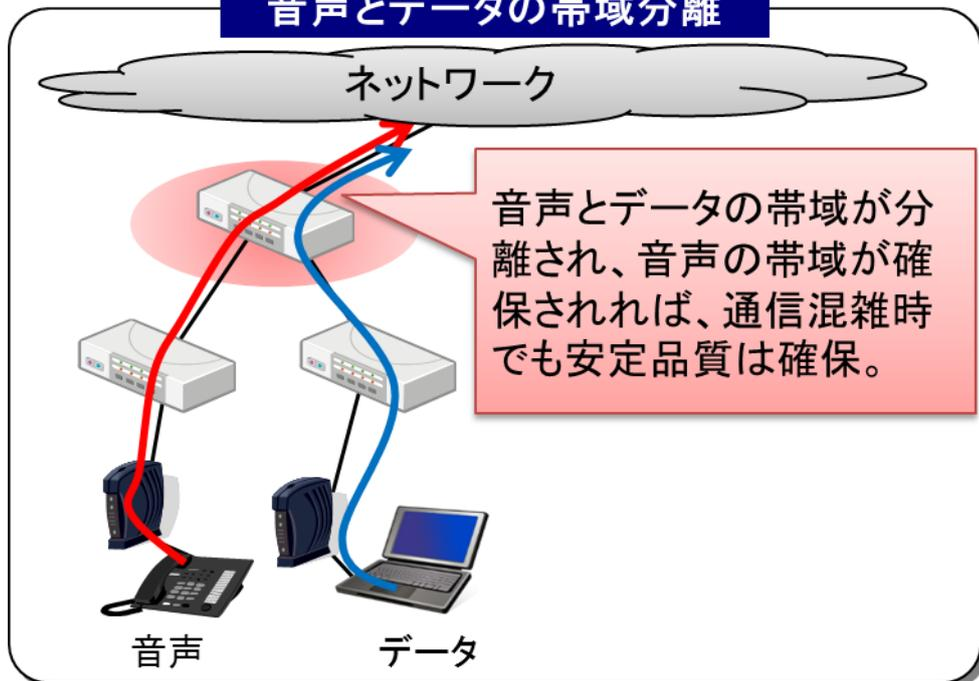 音声とデータの帯域分離
ネットワーク
音声とデータの帯域が分
離され、音声の帯域が確
保されれば、通信混雑時
でも安定品質は確保。
音声
データ